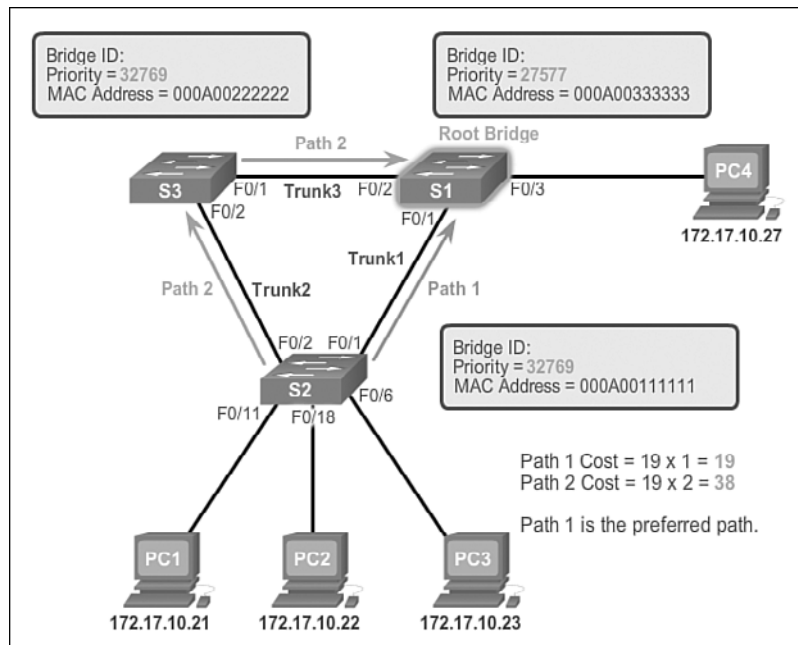 Bridge ID:
Priority = 32769
MAC Address = 000A00222222
Bridge ID:
Priority = 27577
MAC Address = 000A00333333
Path 2
Root Bridge
S3
F0/1
Trunk3
F0/2
S1
F0/3
PC4
F0/2
F0/1
172.17.10.27
Trunk1
Path 2
Trunk2
Path 1
F0/2
F0/1
Bridge ID:
Priority = 32769
MAC Address = 000A00111111
S2
F0/6
F0/11
F0/18
Path 1 Cost = 19 x 1 = 19
Path 2 Cost = 19 x 2 = 38
Path 1 is the preferred path.
PC1
PC2
PC3
172.17.10.21
172.17.10.22
172.17.10.23